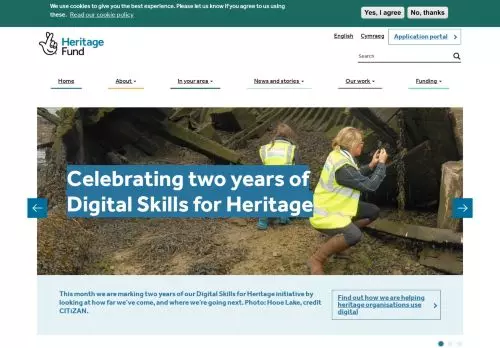 We use cookies to give you the best experience. Please let us know if you agree to us using
these. Read our cookie policy
Yes, I agree
No, thanks
Heritage
Fund
English
Cymraeg
Application portal
Search
Home
About
In your area
News and stories
Our work
Funding
Celebrating two years of
Digital Skills for Heritage
This month we are marking two years of our Digital Skills for Heritage initiative by
looking at how far we've come, and where we're going next. Photo: Hooe Lake, credit
CITiZAN.
Find out how we are helping
heritage organisations use
digital